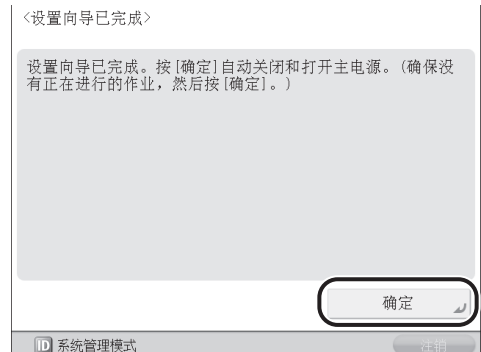 <设置向导已完成>
设置向导已完成。按[确定]自动关闭和打开主电源。(确保没
有正在进行的作业，然后按[确定]。)
确定
ID 系统管理模式
注销